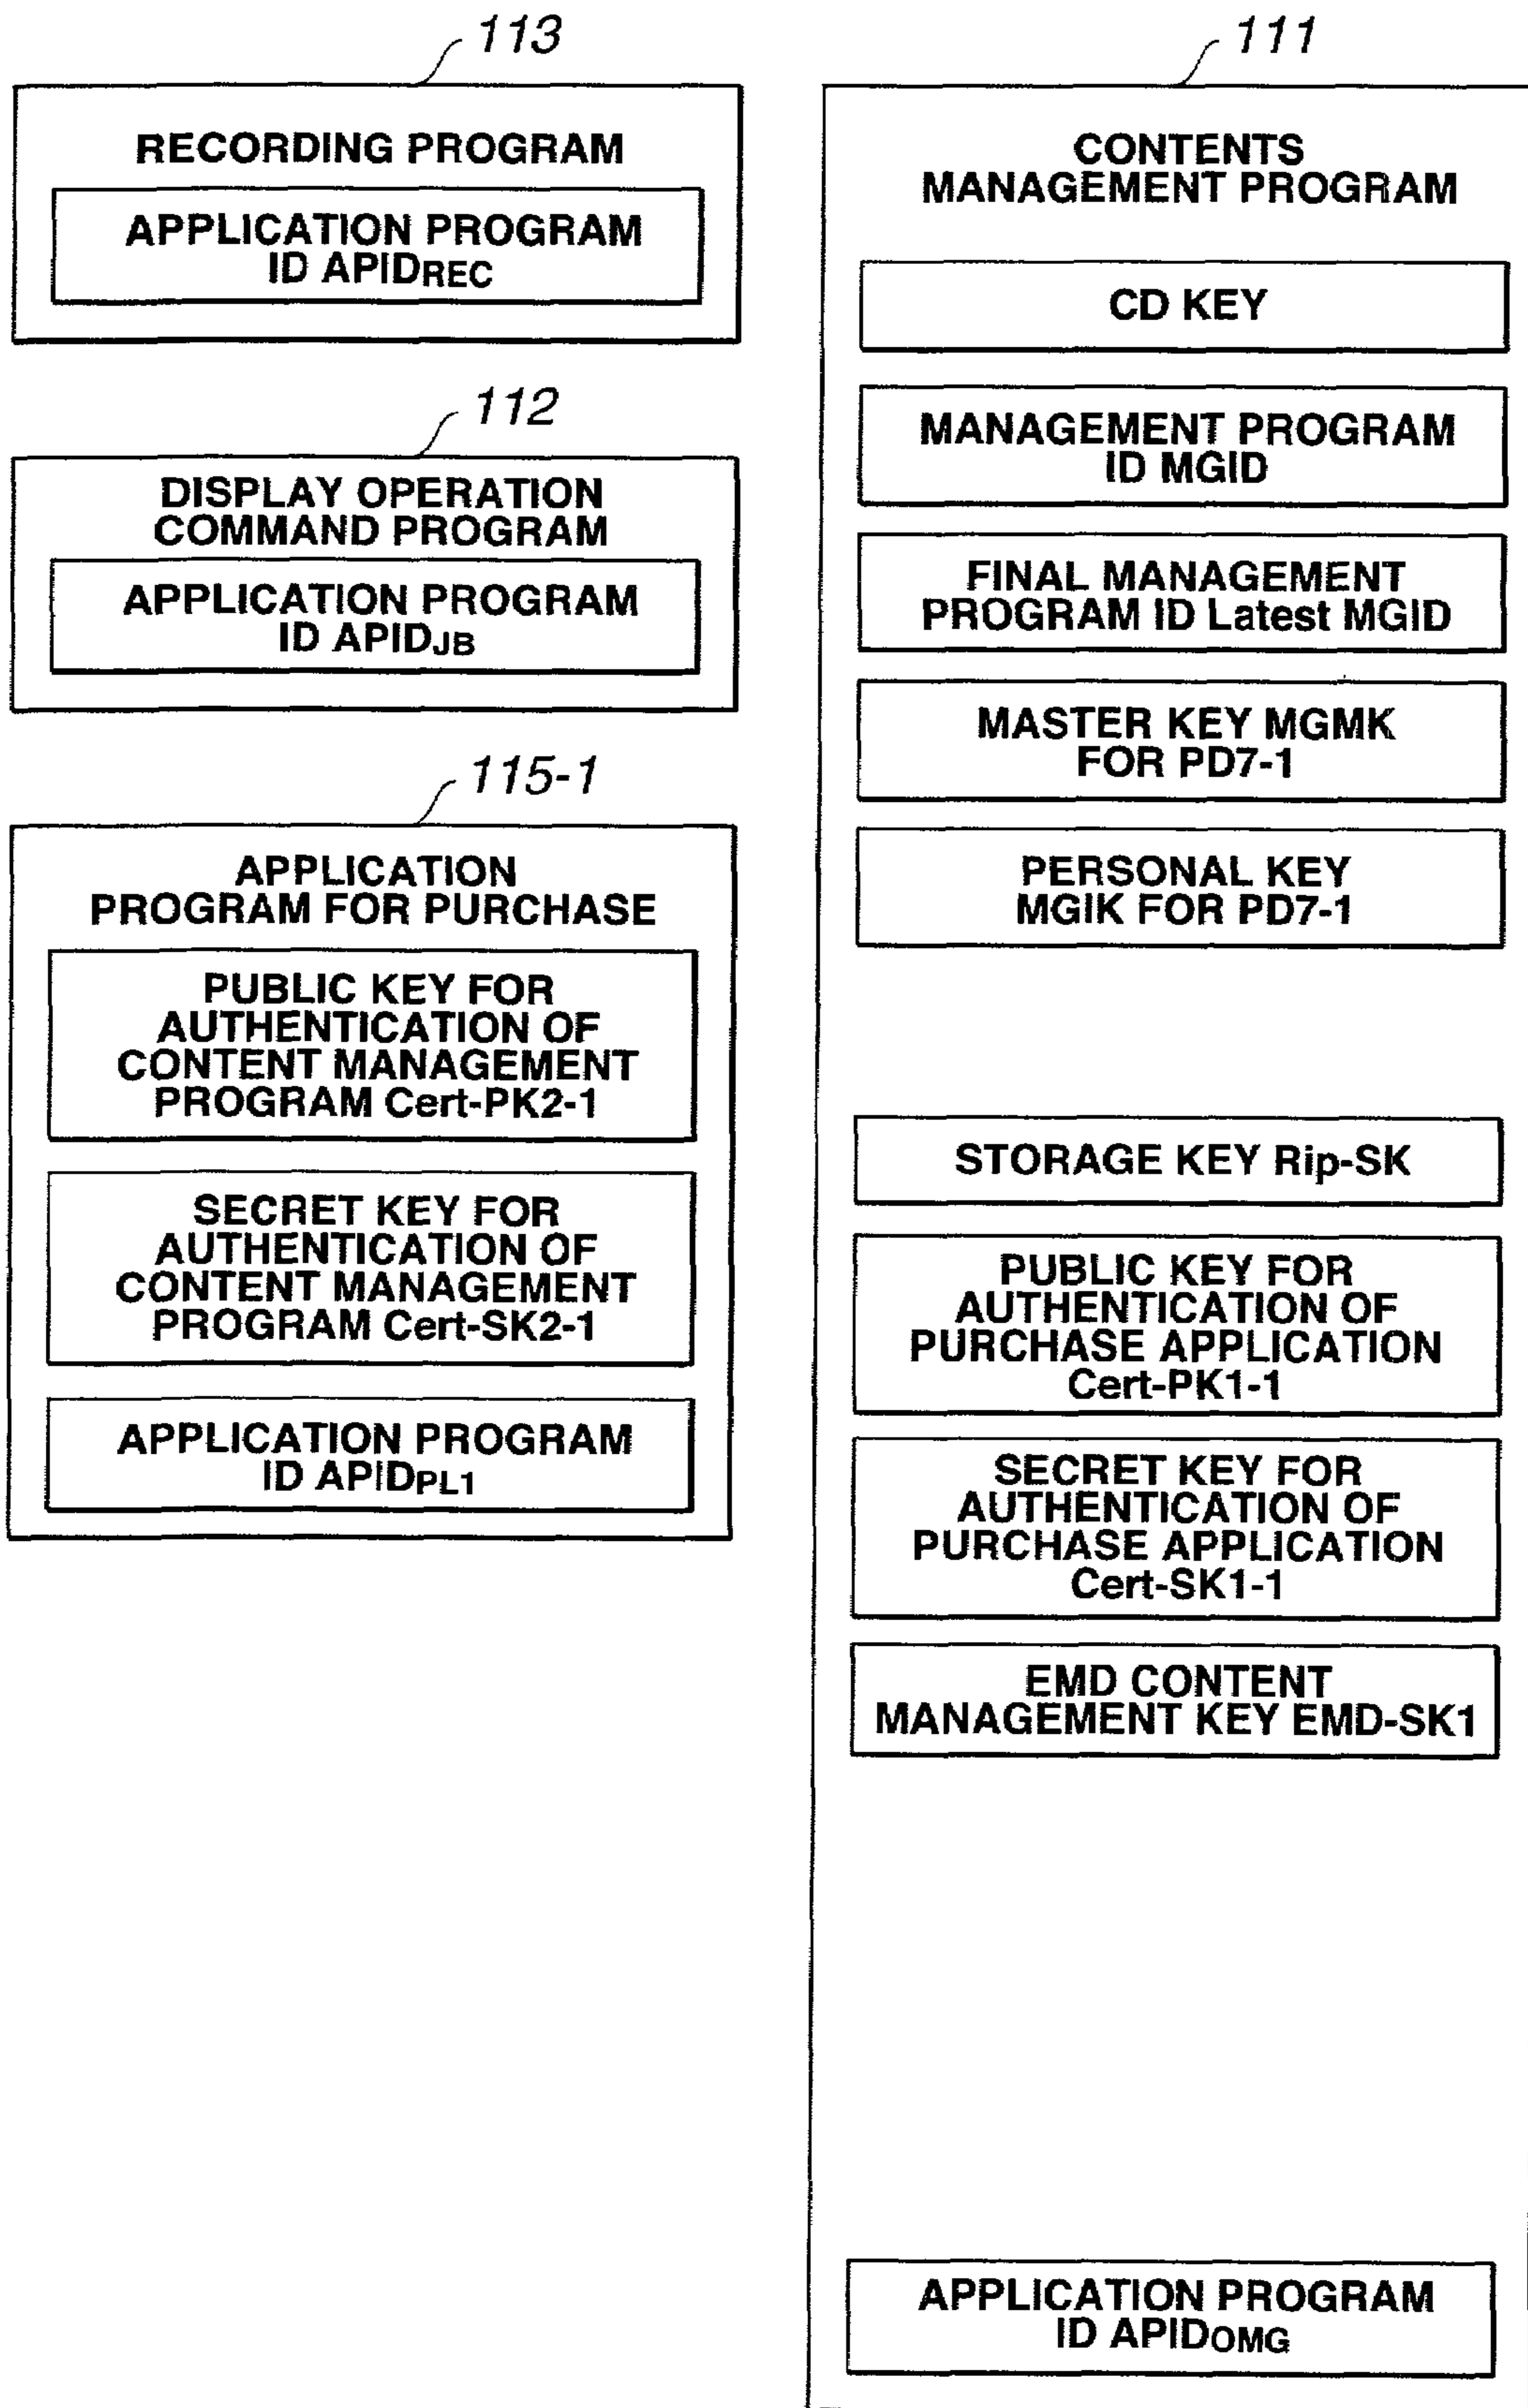 113
RECORDING PROGRAM
APPLICATION PROGRAM
ID APIDREC
112
DISPLAY OPERATION
COMMAND PROGRAM
APPLICATION PROGRAM
ID APIDJB
115-1
APPLICATION
PROGRAM FOR PURCHASE
PUBLIC KEY FOR
AUTHENTICATION OF
CONTENT MANAGEMENT
PROGRAM Cert-PK2-1
SECRET KEY FOR
AUTHENTICATION OF
CONTENT MANAGEMENT
PROGRAM Cert-SK2-1
APPLICATION PROGRAM
ID APIDPL1
111
CONTENTS
MANAGEMENT PROGRAM
CD KEY
MANAGEMENT PROGRAM
ID MGID
FINAL MANAGEMENT
PROGRAM ID Latest MGID
MASTER KEY MGMK
FOR PD7-1
PERSONAL KEY
MGIK FOR PD7-1
STORAGE KEY Rip-SK
PUBLIC KEY FOR
AUTHENTICATION OF
PURCHASE APPLICATION
Cert-PK1-1
SECRET KEY FOR
AUTHENTICATION OF
PURCHASE APPLICATION
Cert-SK1-1
EMD CONTENT
MANAGEMENT KEY EMD-SK1
APPLICATION PROGRAM
ID APIDOMG